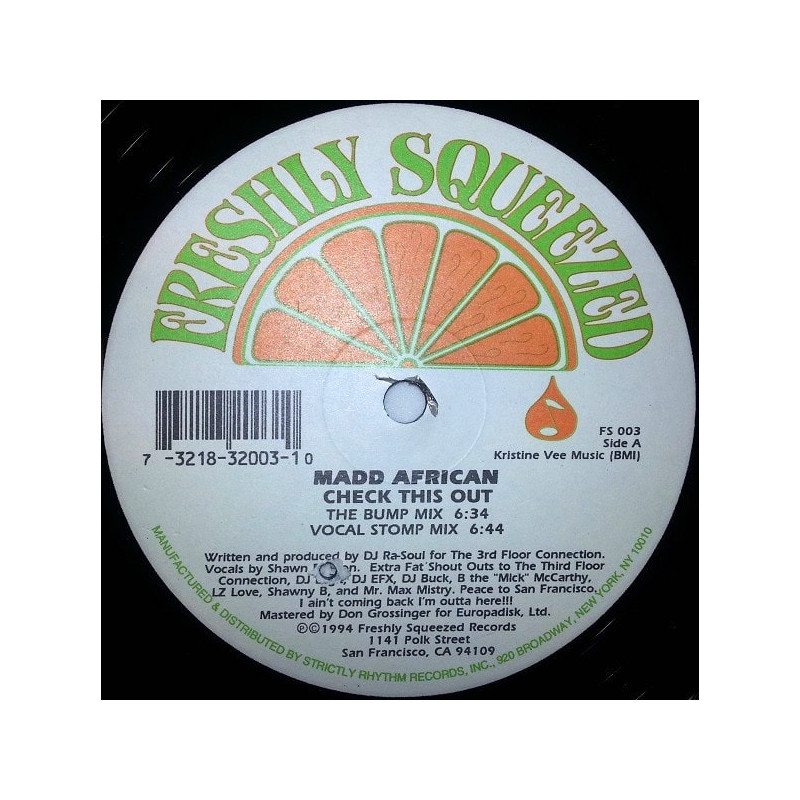 FRESHLY SQUEEZED
FS 003
Side A
Kristine Vee Music (BMI)
7 -3218-32003-1 0
MADD AFRICAN
CHECK THIS OUT
THE BUMP MIX 6:34
VOCAL STOMP MIX 6:44
Written and produced by DJ Ra-Soul for The 3rd Floor Connection.
Vocals by Shawn Extra Fat Shout Outs to The Third Floor
Connection, DJ DJ EFX, DJ Buck, B the "Mick" McCarthy,
LZ Love, Shawny B, and Mr. Max Mistry. Peace to San Francisco,
I ain't coming back I'm outta here!!!
Mastered by Don Grossinger for Europadisk, Ltd.
℗©1994 Freshly Squeezed Records
1141 Polk Street
San Francisco, CA 94109
MANUFACTURED & DISTRIBUTED BY STRICTLY RHYTHM RECORDS, INC., 920 BROADWAY, NEW YORK, NY 10010